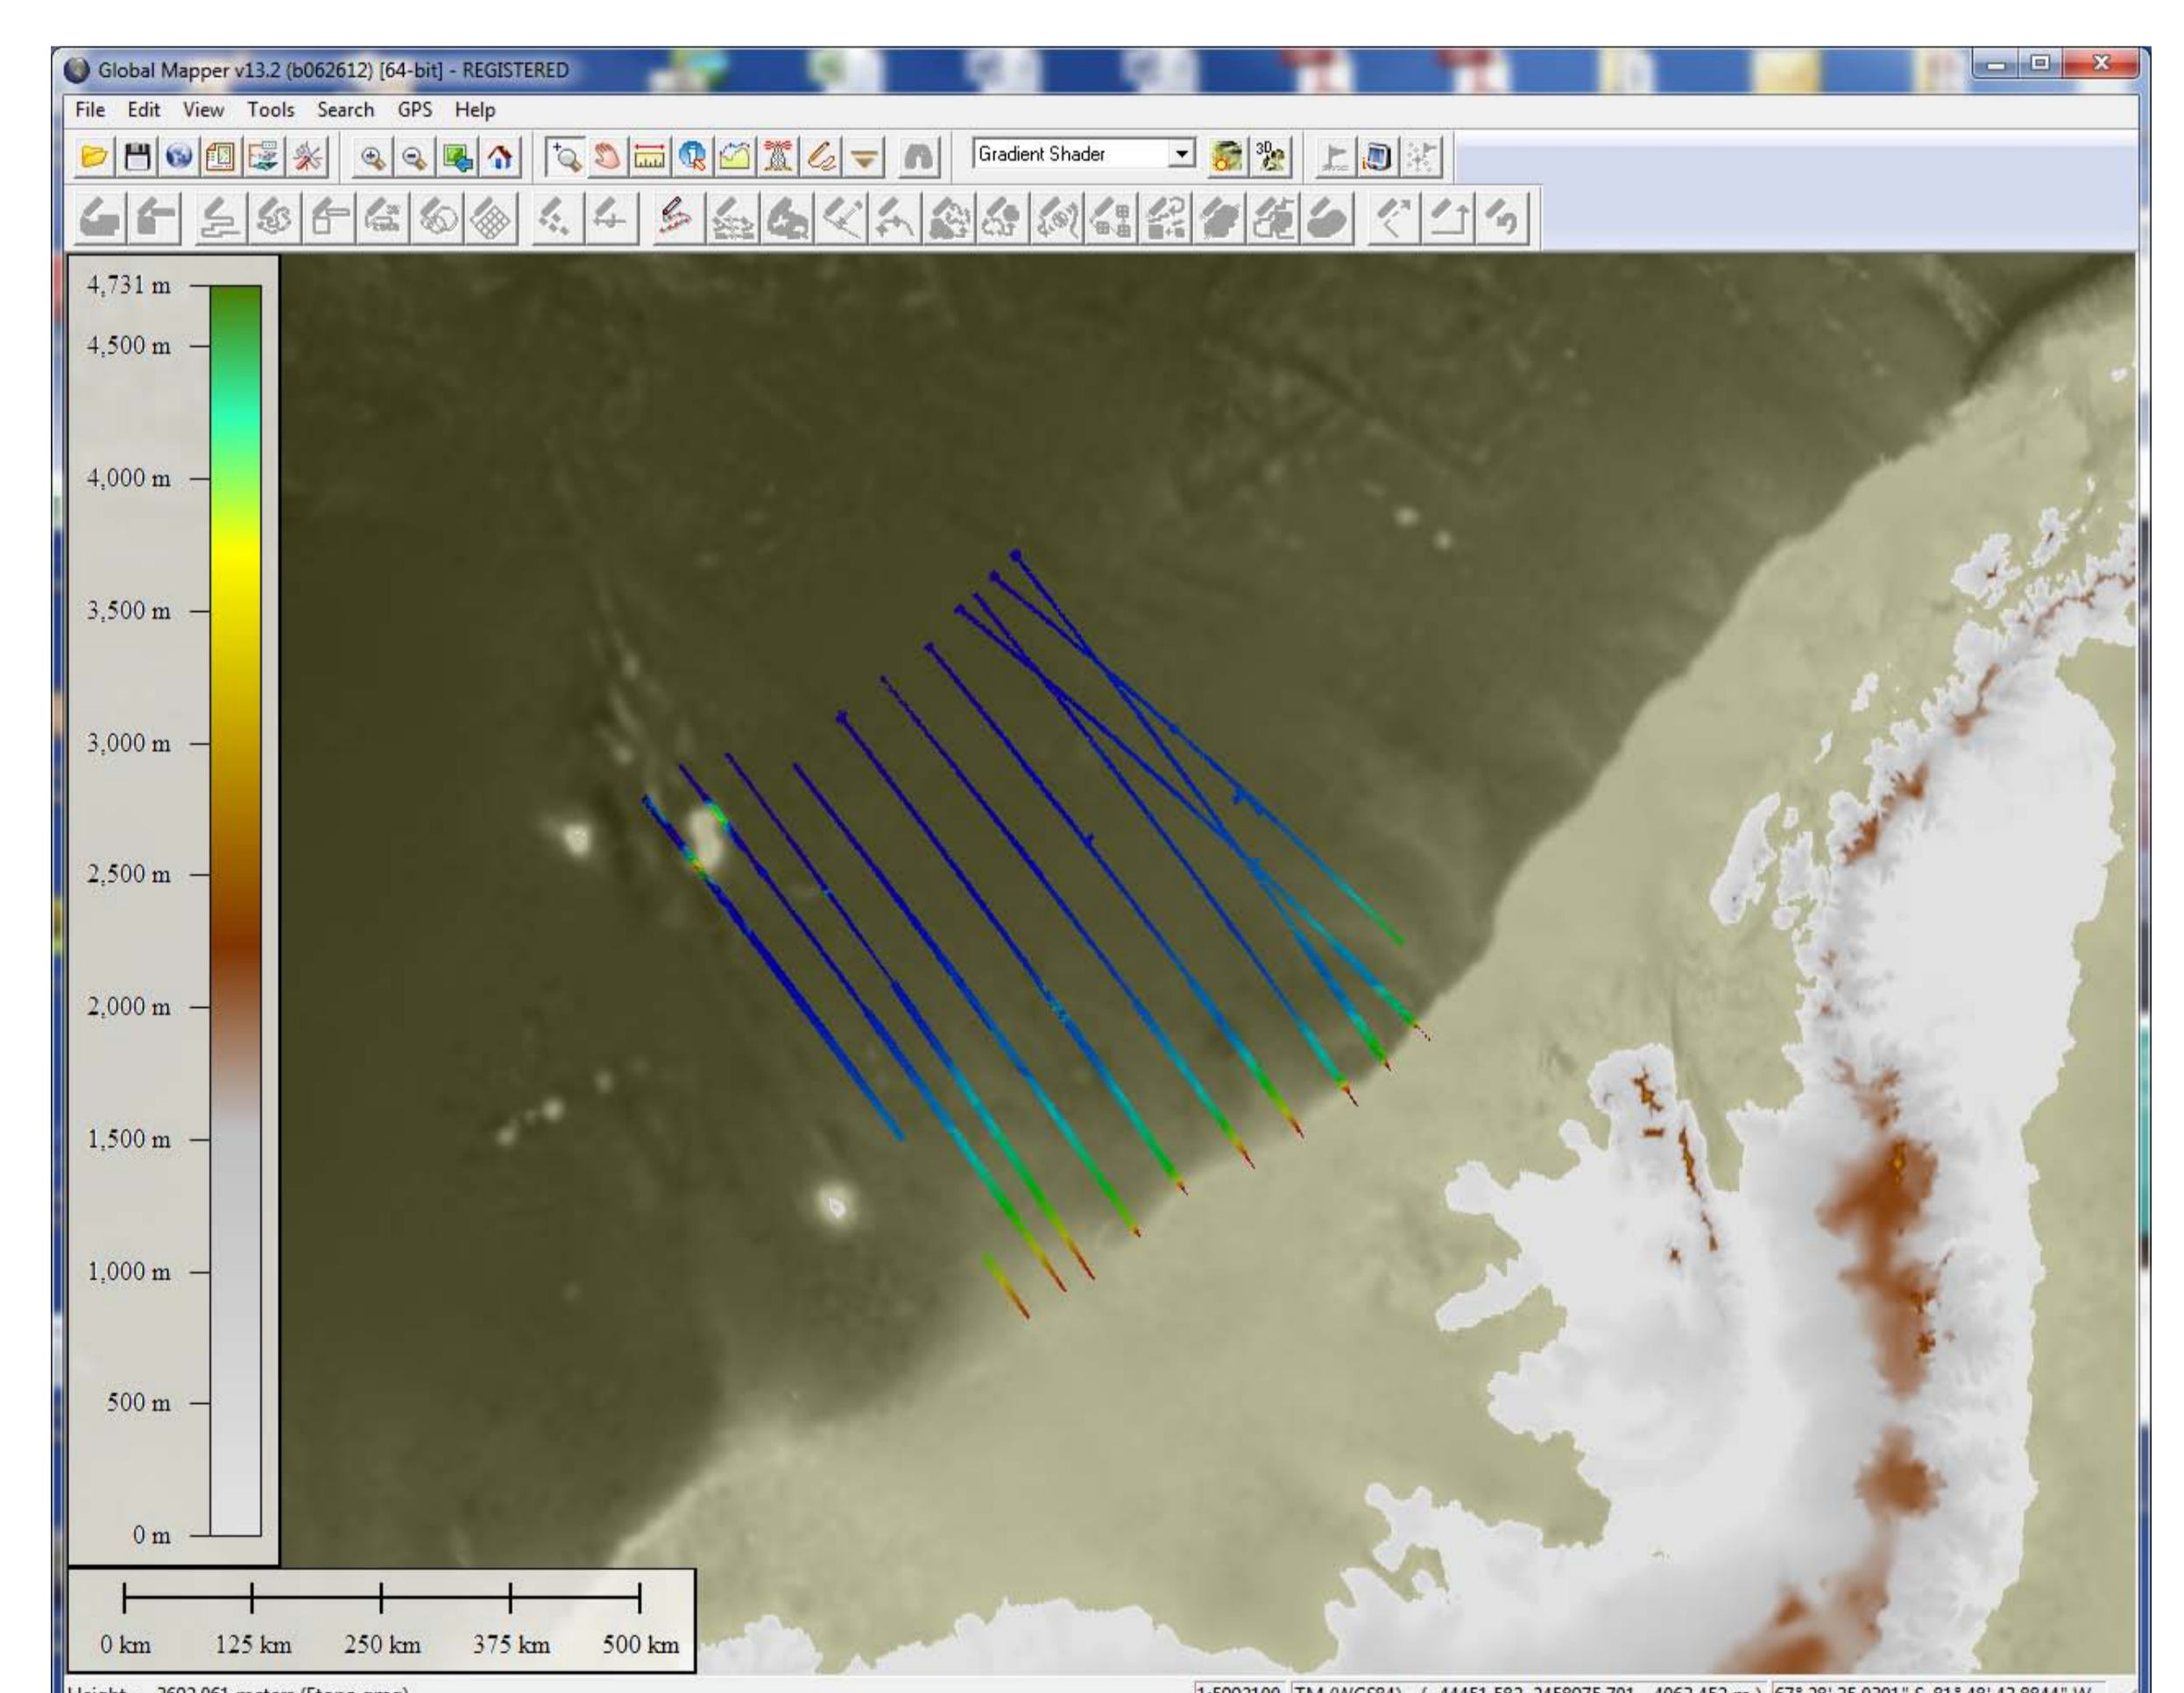 Global Mapper v13.2 (b062612) [64-bit] - REGISTERED
File Edit View Tools Search GPS Help
Gradient Shader
3D
4,731 m
4,500 m
4,000 m
3,500 m
3,000 m
2,500 m
2,000 m
1,500 m
1,000 m
500 m
0 m
0 km 125 km 250 km 375 km 500 km